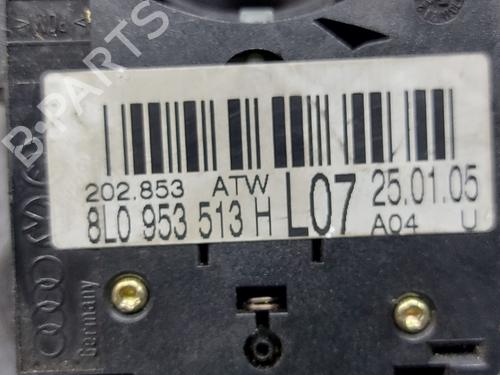 202.853 ATW
8L0 953 513 H L07 25.01.05
A04 U
Germany
B-PARTS